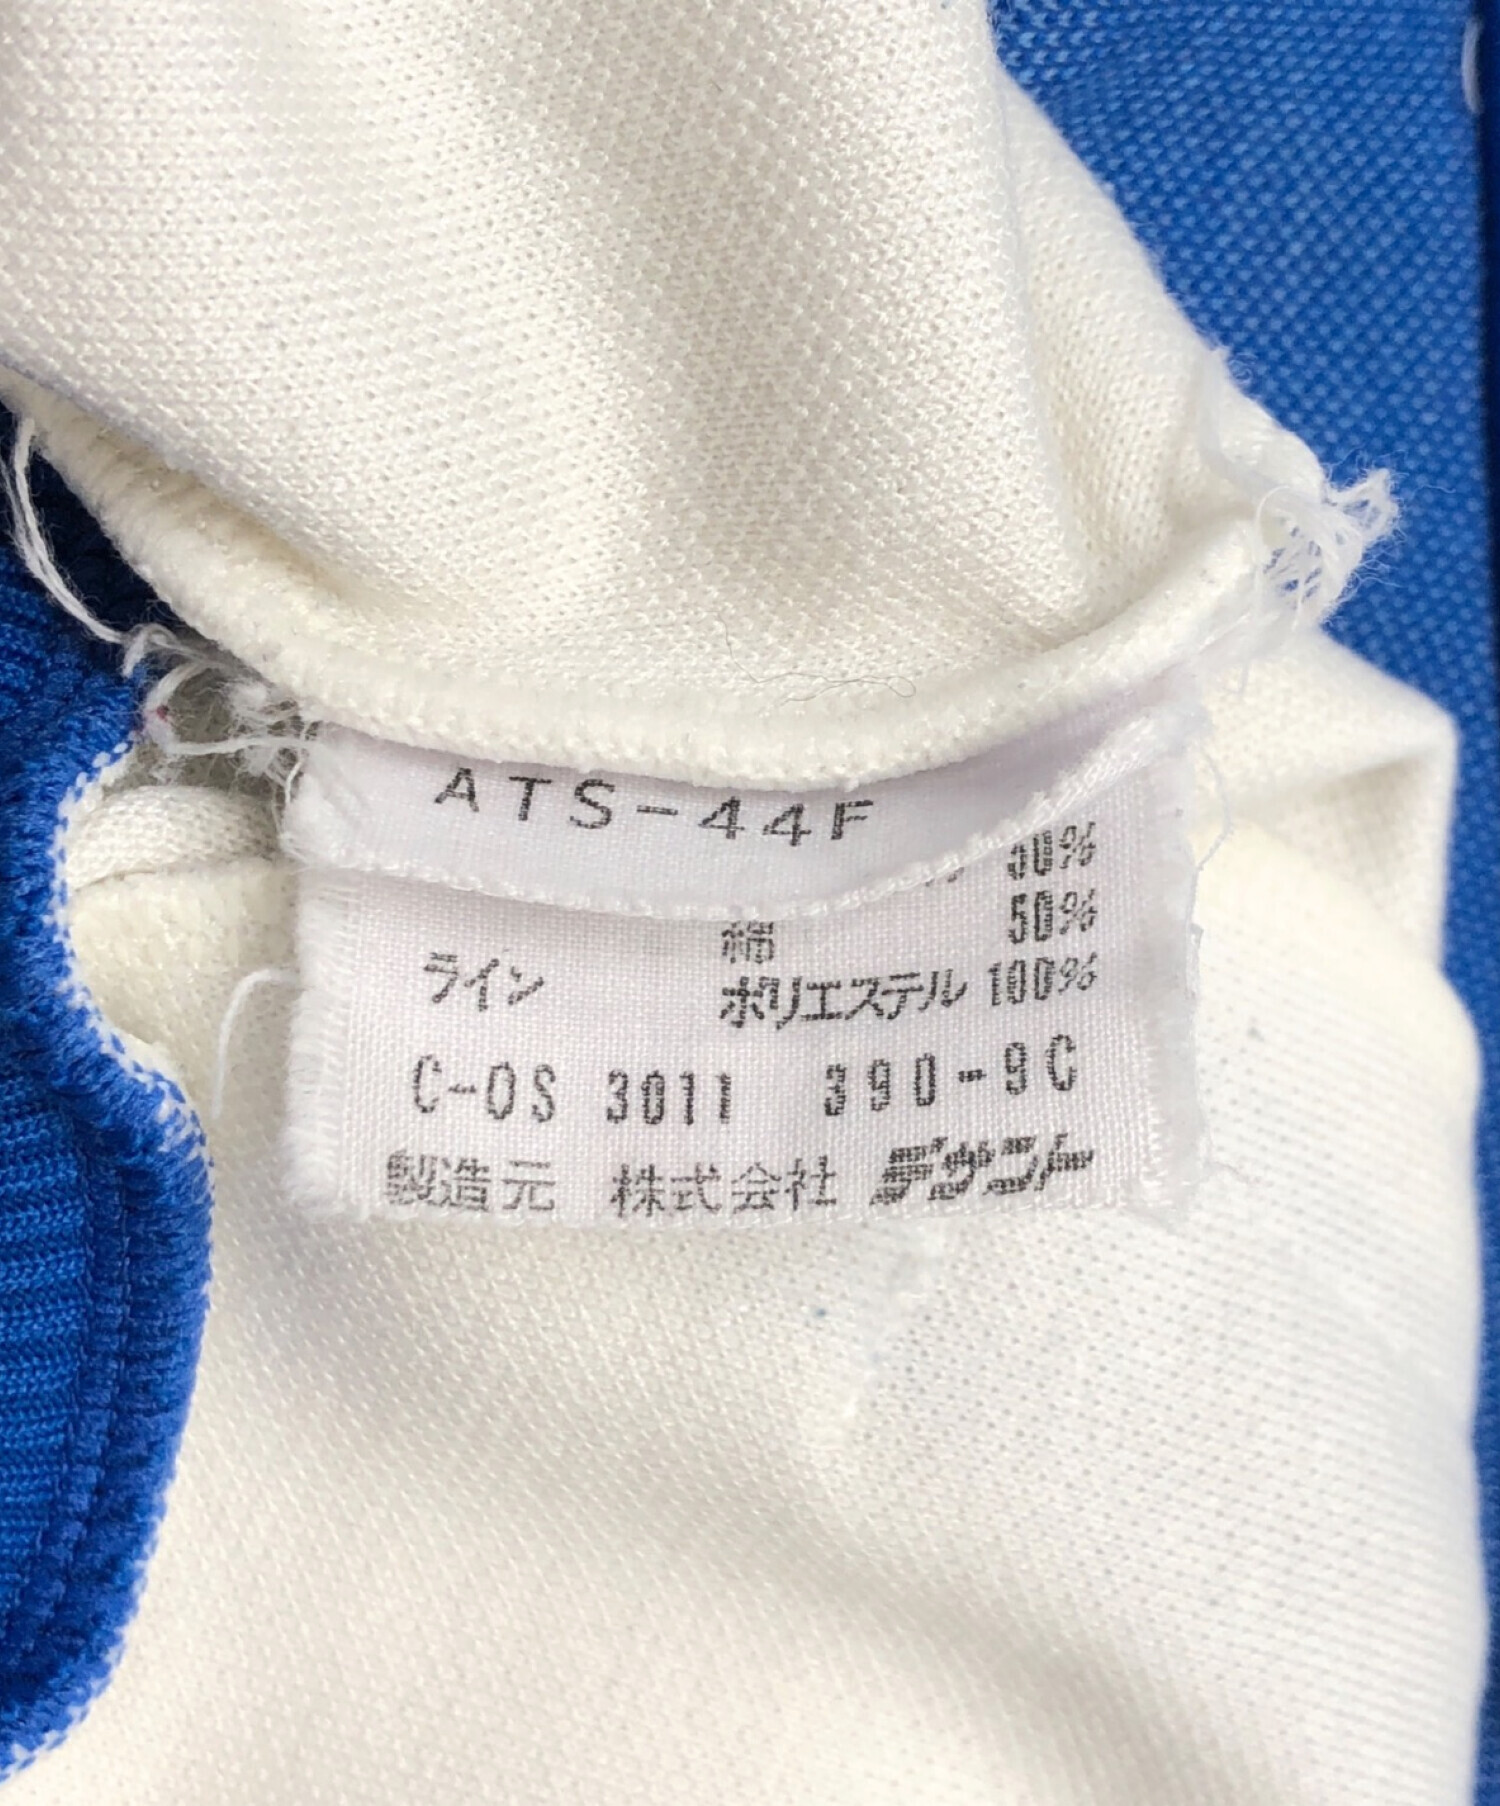 ATS-44F
綿 50%
ライン ポリエステル 100%
C-OS 3011 390-9C
製造元 株式会社 デサント